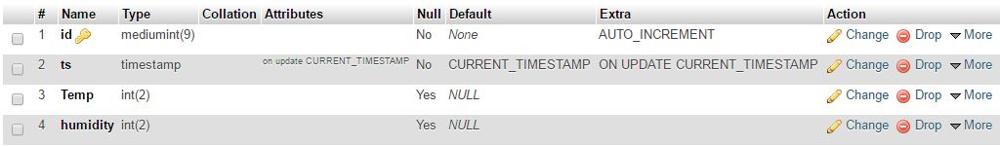 # Name Type Collation Attributes Null Default Extra Action
1 id mediumint(9) No None AUTO_INCREMENT Change Drop More
2 ts timestamp on update CURRENT_TIMESTAMP No CURRENT_TIMESTAMP ON UPDATE CURRENT_TIMESTAMP Change Drop More
3 Temp int(2) Yes NULL Change Drop More
4 humidity int(2) Yes NULL Change Drop More